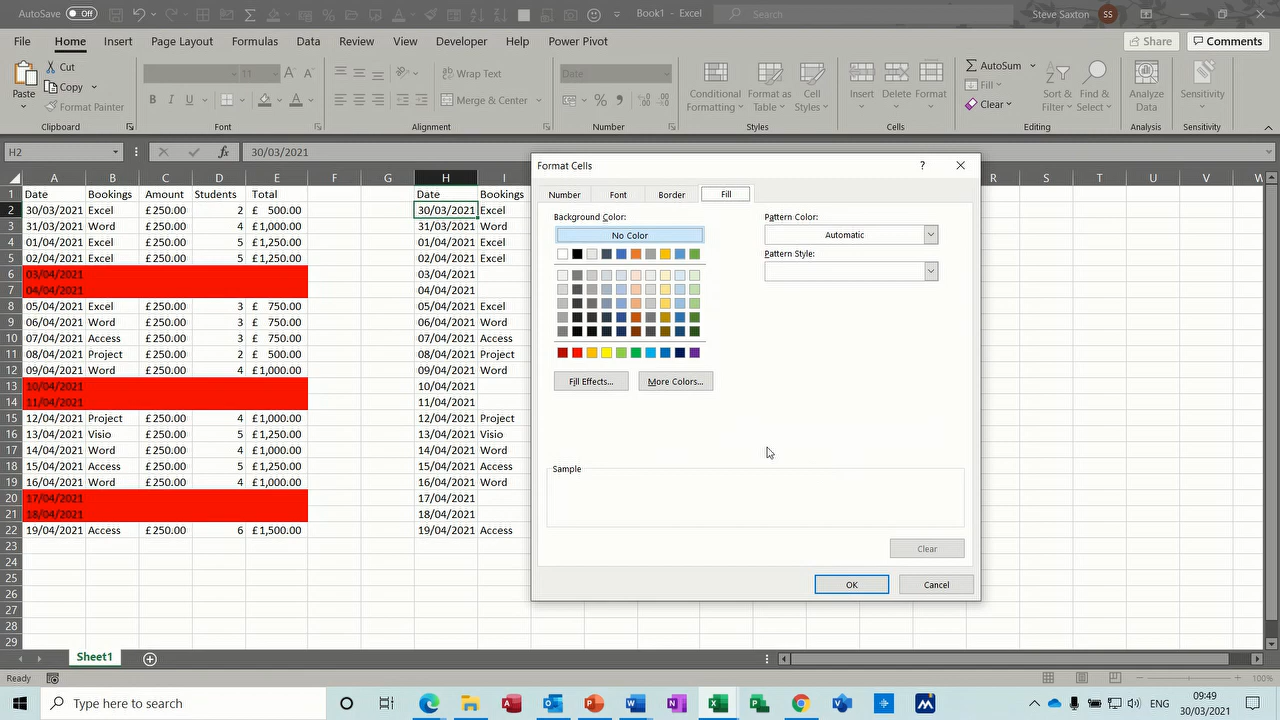 AutoSave Off Book1 - Excel Search Steve Saxton SS
File Home Insert Page Layout Formulas Data Review View Developer Help Power Pivot Share Comments
Paste Cut Copy Format Painter
11 Wrap Text Merge & Center
Date
Conditional Formatting Format as Table Cell Styles
Insert Delete Format
AutoSum Fill Clear Sort & Filter Find & Select
Analyze Data Sensitivity
Clipboard Font Alignment Number Styles Cells Editing Analysis Sensitivity
H2 fx 30/03/2021
A B C D E F G H I R S T U V W
1 Date Bookings Amount Students Total Date Bookings
2 30/03/2021 Excel £250.00 2 £ 500.00 30/03/2021 Excel
3 31/03/2021 Word £250.00 4 £1,000.00 31/03/2021 Word
4 01/04/2021 Excel £250.00 5 £1,250.00 01/04/2021 Excel
5 02/04/2021 Excel £250.00 5 £1,250.00 02/04/2021 Excel
6 03/04/2021 03/04/2021
7 04/04/2021 04/04/2021
8 05/04/2021 Excel £250.00 3 £ 750.00 05/04/2021 Excel
9 06/04/2021 Word £250.00 3 £ 750.00 06/04/2021 Word
10 07/04/2021 Access £250.00 3 £ 750.00 07/04/2021 Access
11 08/04/2021 Project £250.00 2 £ 500.00 08/04/2021 Project
12 09/04/2021 Word £250.00 4 £1,000.00 09/04/2021 Word
13 10/04/2021 10/04/2021
14 11/04/2021 11/04/2021
15 12/04/2021 Project £250.00 4 £1,000.00 12/04/2021 Project
16 13/04/2021 Visio £250.00 5 £1,250.00 13/04/2021 Visio
17 14/04/2021 Word £250.00 4 £1,000.00 14/04/2021 Word
18 15/04/2021 Access £250.00 5 £1,250.00 15/04/2021 Access
19 16/04/2021 Word £250.00 4 £1,000.00 16/04/2021 Word
20 17/04/2021 17/04/2021
21 18/04/2021 18/04/2021
22 19/04/2021 Access £250.00 6 £1,500.00 19/04/2021 Access
23
24
25
26
27
28
29
Format Cells ?
Number Font Border Fill
Background Color: Pattern Color:
No Color Automatic
Pattern Style:
Fill Effects... More Colors...
Sample
Clear
OK Cancel
Sheet1
Ready 100%
Type here to search ENG 09:49
30/03/2021